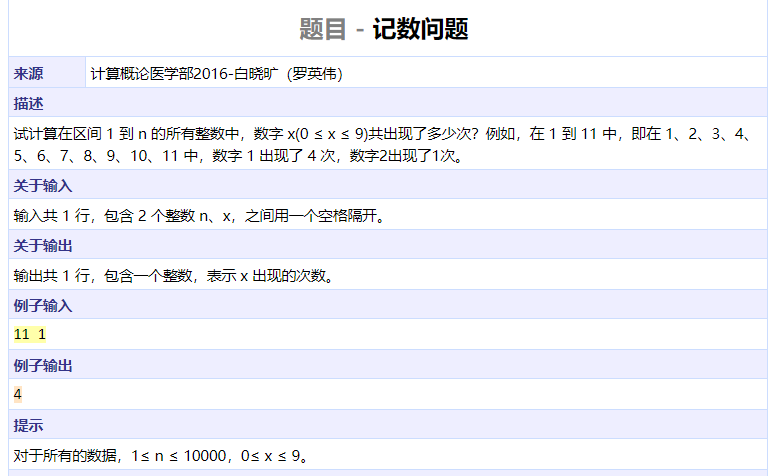 题目 - 记数问题
来源 计算概论医学部2016-白晓旷（罗英伟）
描述
试计算在区间 1 到 n 的所有整数中，数字 x(0 ≤ x ≤ 9)共出现了多少次？例如，在 1 到 11 中，即在 1、2、3、4、
5、6、7、8、9、10、11 中，数字 1 出现了 4 次，数字2出现了1次。
关于输入
输入共 1 行，包含 2 个整数 n、x，之间用一个空格隔开。
关于输出
输出共 1 行，包含一个整数，表示 x 出现的次数。
例子输入
11 1
例子输出
4
提示
对于所有的数据，1≤ n ≤ 10000，0≤ x ≤ 9。